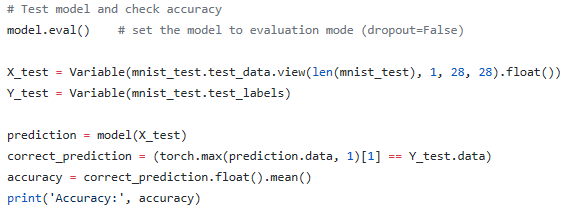 # Test model and check accuracy
model.eval()    # set the model to evaluation mode (dropout=False)
X_test = Variable(mnist_test.test_data.view(len(mnist_test), 1, 28, 28).float())
Y_test = Variable(mnist_test.test_labels)
prediction = model(X_test)
correct_prediction = (torch.max(prediction.data, 1)[1] == Y_test.data)
accuracy = correct_prediction.float().mean()
print('Accuracy:', accuracy)